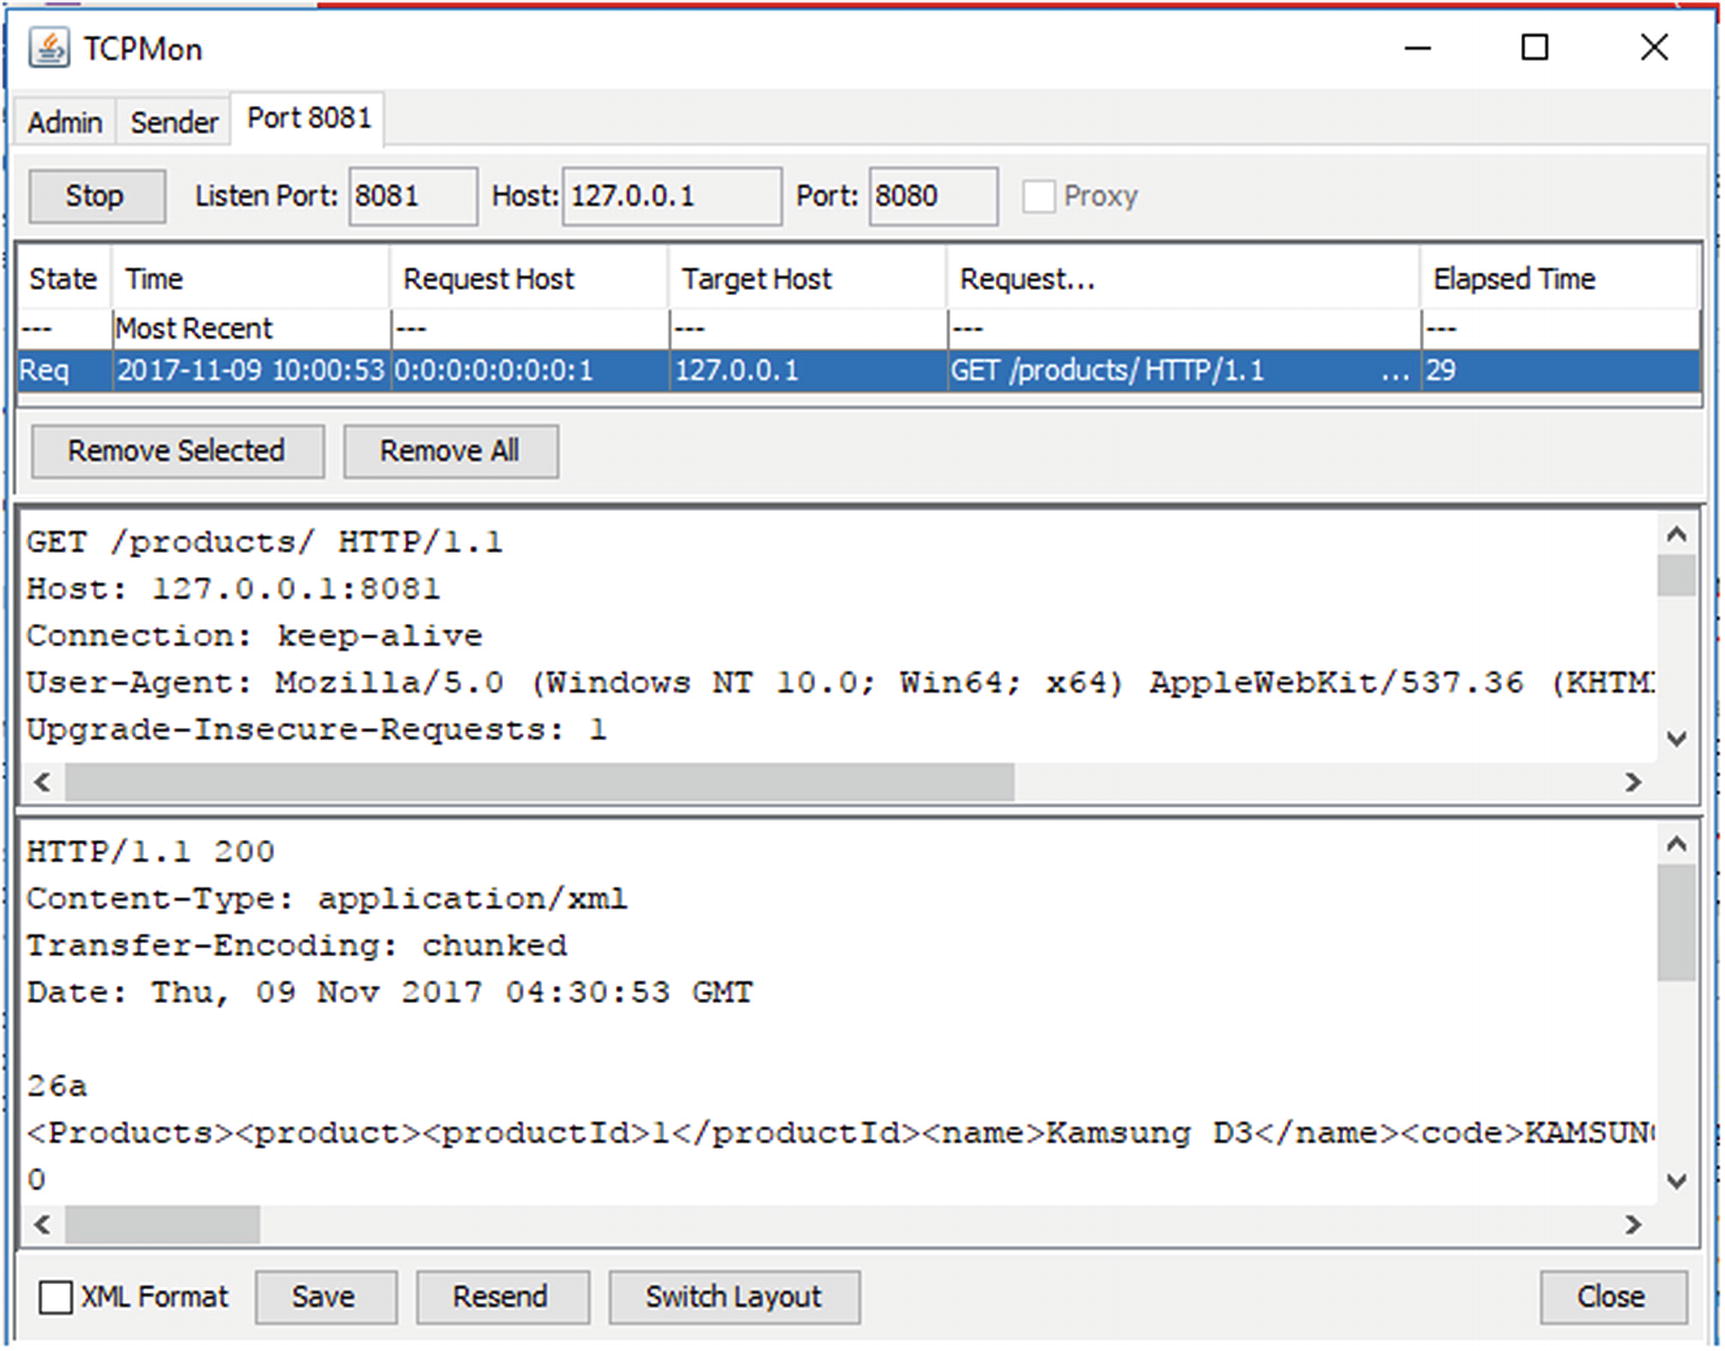 TCPMon
Admin Sender Port 8081
Stop Listen Port: 8081 Host: 127.0.0.1 Port: 8080 Proxy
State Time Request Host Target Host Request... Elapsed Time
--- Most Recent --- --- --- ---
Req 2017-11-09 10:00:53 0:0:0:0:0:0:0:1 127.0.0.1 GET /products/ HTTP/1.1 ... 29
Remove Selected Remove All
GET /products/ HTTP/1.1
Host: 127.0.0.1:8081
Connection: keep-alive
User-Agent: Mozilla/5.0 (Windows NT 10.0; Win64; x64) AppleWebKit/537.36 (KHTM
Upgrade-Insecure-Requests: 1
HTTP/1.1 200
Content-Type: application/xml
Transfer-Encoding: chunked
Date: Thu, 09 Nov 2017 04:30:53 GMT
26a
<Products><product><productId>1</productId><name>Kamsung D3</name><code>KAMSUN
0
XML Format Save Resend Switch Layout Close